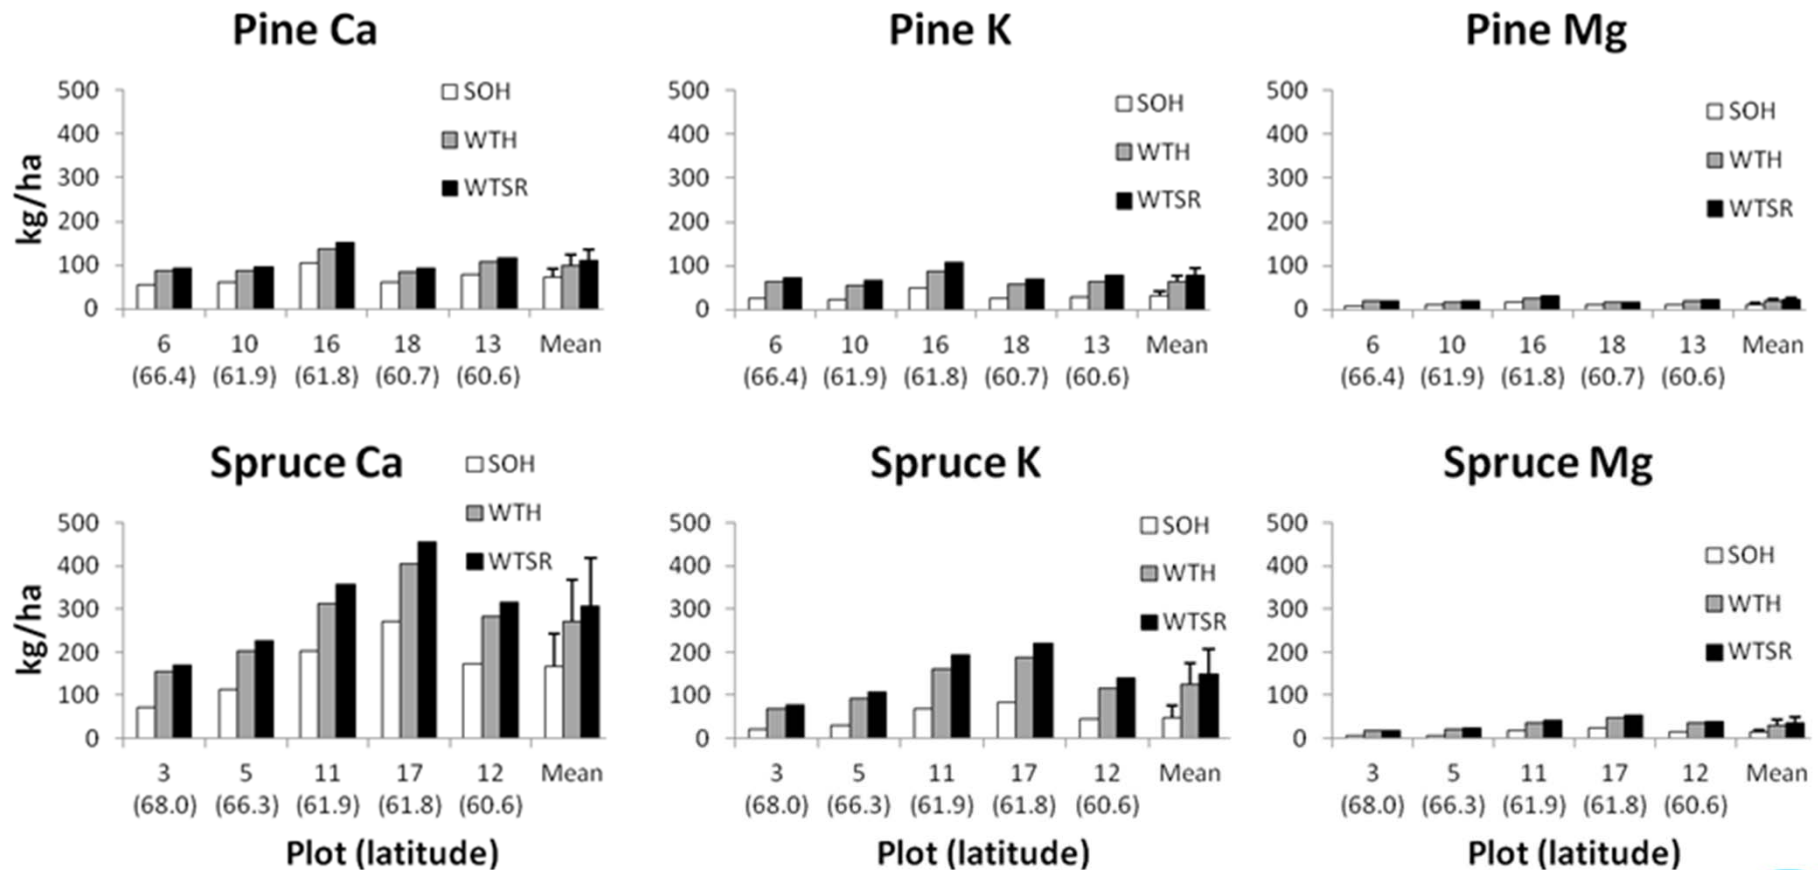 Pine Ca
Pine K
Pine Mg
500
400
300
200
100
0
kg/ha
SOH
WTH
WTSR
6 10 16 18 13 Mean
(66.4) (61.9) (61.8) (60.7) (60.6)
500
400
300
200
100
0
SOH
WTH
WTSR
6 10 16 18 13 Mean
(66.4) (61.9) (61.8) (60.7) (60.6)
500
400
300
200
100
0
SOH
WTH
WTSR
6 10 16 18 13 Mean
(66.4) (61.9) (61.8) (60.7) (60.6)
Spruce Ca
Spruce K
Spruce Mg
500
400
300
200
100
0
kg/ha
SOH
WTH
WTSR
3 5 11 17 12 Mean
(68.0) (66.3) (61.9) (61.8) (60.6)
Plot (latitude)
500
400
300
200
100
0
SOH
WTH
WTSR
3 5 11 17 12 Mean
(68.0) (66.3) (61.9) (61.8) (60.6)
Plot (latitude)
500
400
300
200
100
0
SOH
WTH
WTSR
3 5 11 17 12 Mean
(68.0) (66.3) (61.9) (61.8) (60.6)
Plot (latitude)